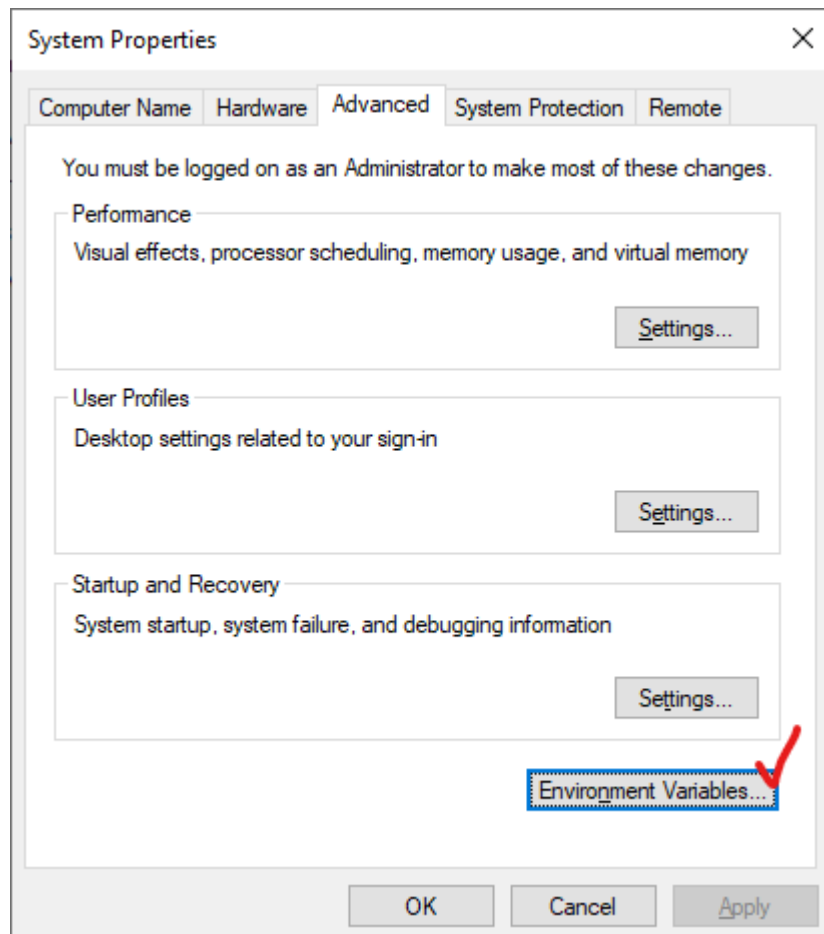 System Properties
Computer Name Hardware Advanced System Protection Remote
You must be logged on as an Administrator to make most of these changes.
Performance
Visual effects, processor scheduling, memory usage, and virtual memory
Settings...
User Profiles
Desktop settings related to your sign-in
Settings...
Startup and Recovery
System startup, system failure, and debugging information
Settings...
Environment Variables...
OK Cancel Apply